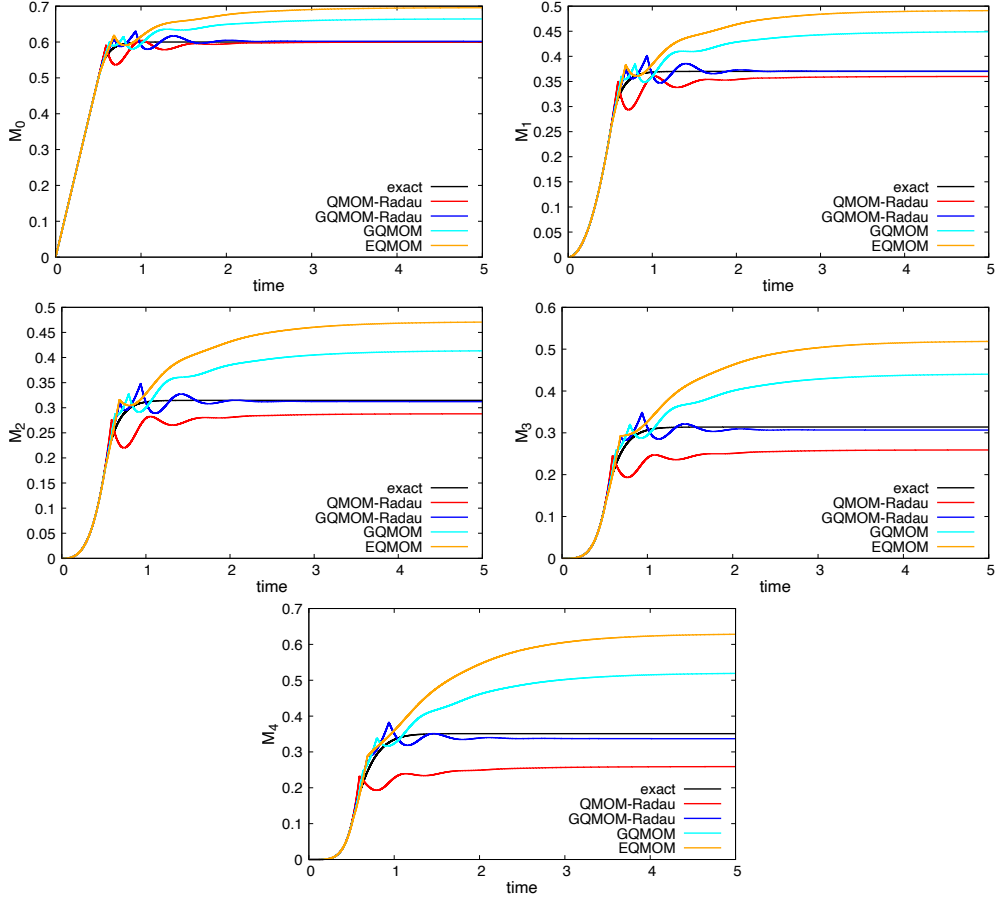 0.7
0.6
0.5
0.4
0.3
0.2
0.1
0
M0
0 1 2 3 4 5
time
exact
QMOM-Radau
GQMOM-Radau
GQMOM
EQMOM
0.5
0.45
0.4
0.35
0.3
0.25
0.2
0.15
0.1
0.05
0
M1
0 1 2 3 4 5
time
exact
QMOM-Radau
GQMOM-Radau
GQMOM
EQMOM
0.5
0.45
0.4
0.35
0.3
0.25
0.2
0.15
0.1
0.05
0
M2
0 1 2 3 4 5
time
exact
QMOM-Radau
GQMOM-Radau
GQMOM
EQMOM
0.6
0.5
0.4
0.3
0.2
0.1
0
M3
0 1 2 3 4 5
time
exact
QMOM-Radau
GQMOM-Radau
GQMOM
EQMOM
0.7
0.6
0.5
0.4
0.3
0.2
0.1
0
M4
0 1 2 3 4 5
time
exact
QMOM-Radau
GQMOM-Radau
GQMOM
EQMOM